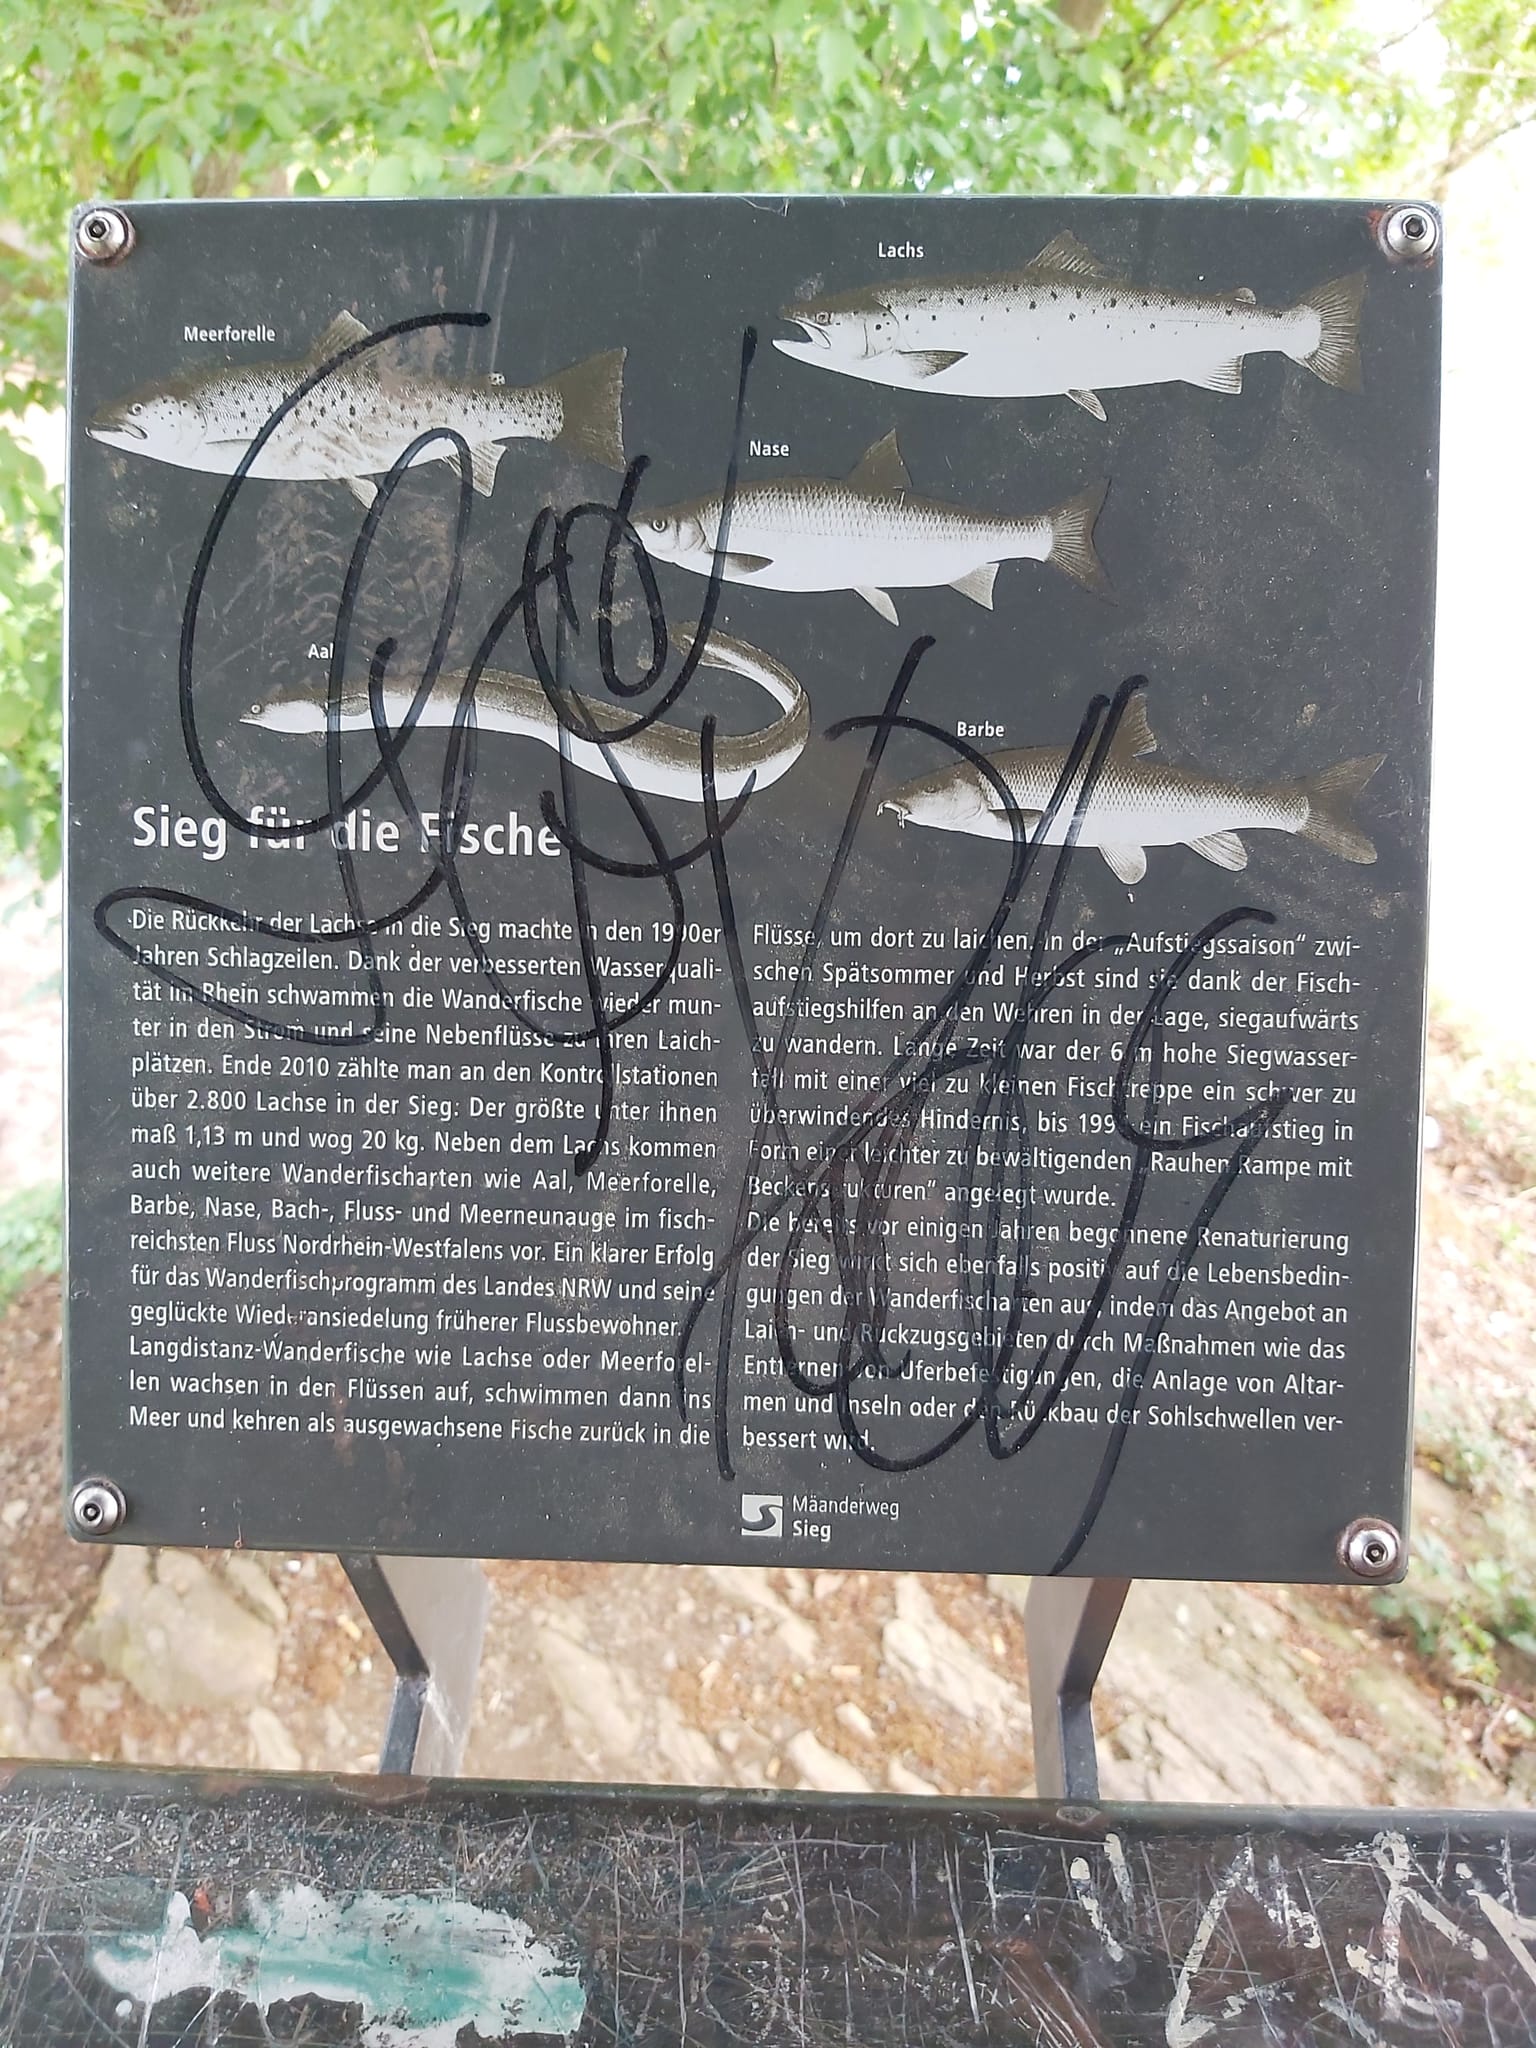 Lachs
Meerforelle
Nase
Aal
Barbe
Sieg für die Fische
Die Rückkehr der Lachse in die Sieg machte in den 1990er
Jahren Schlagzeilen. Dank der verbesserten Wasserquali-
tät im Rhein schwammen die Wanderfische wieder mun-
ter in den Strom und seine Nebenflüsse zu ihren Laich-
plätzen. Ende 2010 zählte man an den Kontrollstationen
über 2.800 Lachse in der Sieg: Der größte unter ihnen
maß 1,13 m und wog 20 kg. Neben dem Lachs kommen
auch weitere Wanderfischarten wie Aal, Meerforelle,
Barbe, Nase, Bach-, Fluss- und Meerneunauge im fisch-
reichsten Fluss Nordrhein-Westfalens vor. Ein klarer Erfolg
für das Wanderfischprogramm des Landes NRW und seine
geglückte Wiederansiedelung früherer Flussbewohner.
Langdistanz-Wanderfische wie Lachse oder Meerforel-
len wachsen in den Flüssen auf, schwimmen dann ins
Meer und kehren als ausgewachsene Fische zurück in die
Flüsse, um dort zu laichen. In der „Aufstiegssaison“ zwi-
schen Spätsommer und Herbst sind sie dank der Fisch-
aufstiegshilfen an den Wehren in der Lage, siegaufwärts
zu wandern. Lange Zeit war der 6 m hohe Siegwasser-
fall mit einer viel zu kleinen Fischtreppe ein schwer zu
überwindendes Hindernis, bis ein Fischaufstieg in
Form einer leichter zu bewältigenden „Rauhen Rampe mit
Beckenstrukturen“ angelegt wurde.
Die bereits vor einigen Jahren begonnene Renaturierung
der Sieg wirkt sich ebenfalls positiv auf die Lebensbedin-
gungen der Wanderfischarten aus, indem das Angebot an
Laich- und Rückzugsgebieten durch Maßnahmen wie das
Entfernen von Uferbefestigungen, die Anlage von Altar-
men und Inseln oder den Rückbau der Sohlschwellen ver-
bessert wird.
Mäanderweg
Sieg